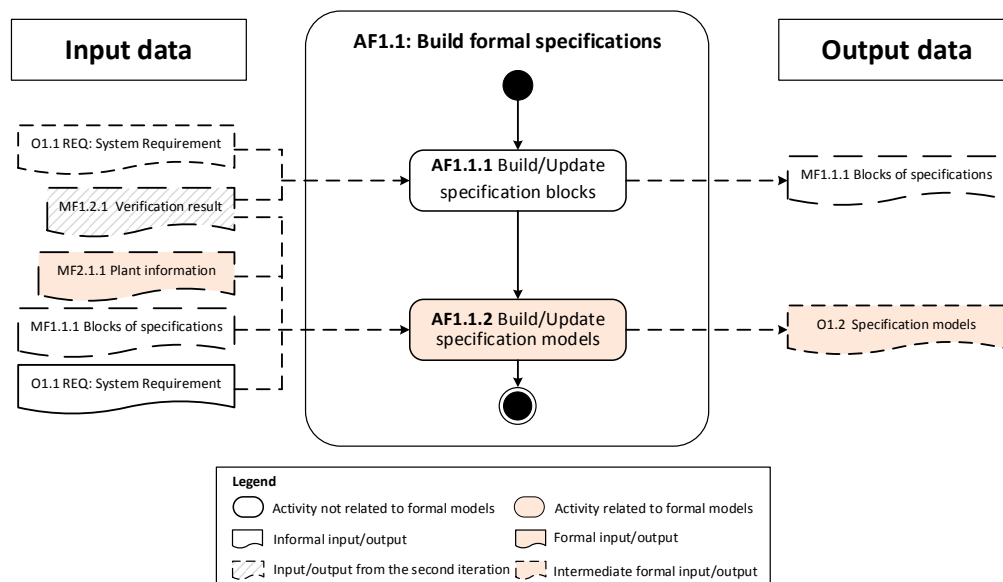 Input data
AF1.1: Build formal specifications
Output data
O1.1 REQ: System Requirement
MF1.2.1 Verification result
MF2.1.1 Plant information
MF1.1.1 Blocks of specifications
O1.1 REQ: System Requirement
AF1.1.1 Build/Update
specification blocks
AF1.1.2 Build/Update
specification models
MF1.1.1 Blocks of specifications
O1.2 Specification models
Legend
Activity not related to formal models
Activity related to formal models
Informal input/output
Formal input/output
Input/output from the second iteration
Intermediate formal input/output